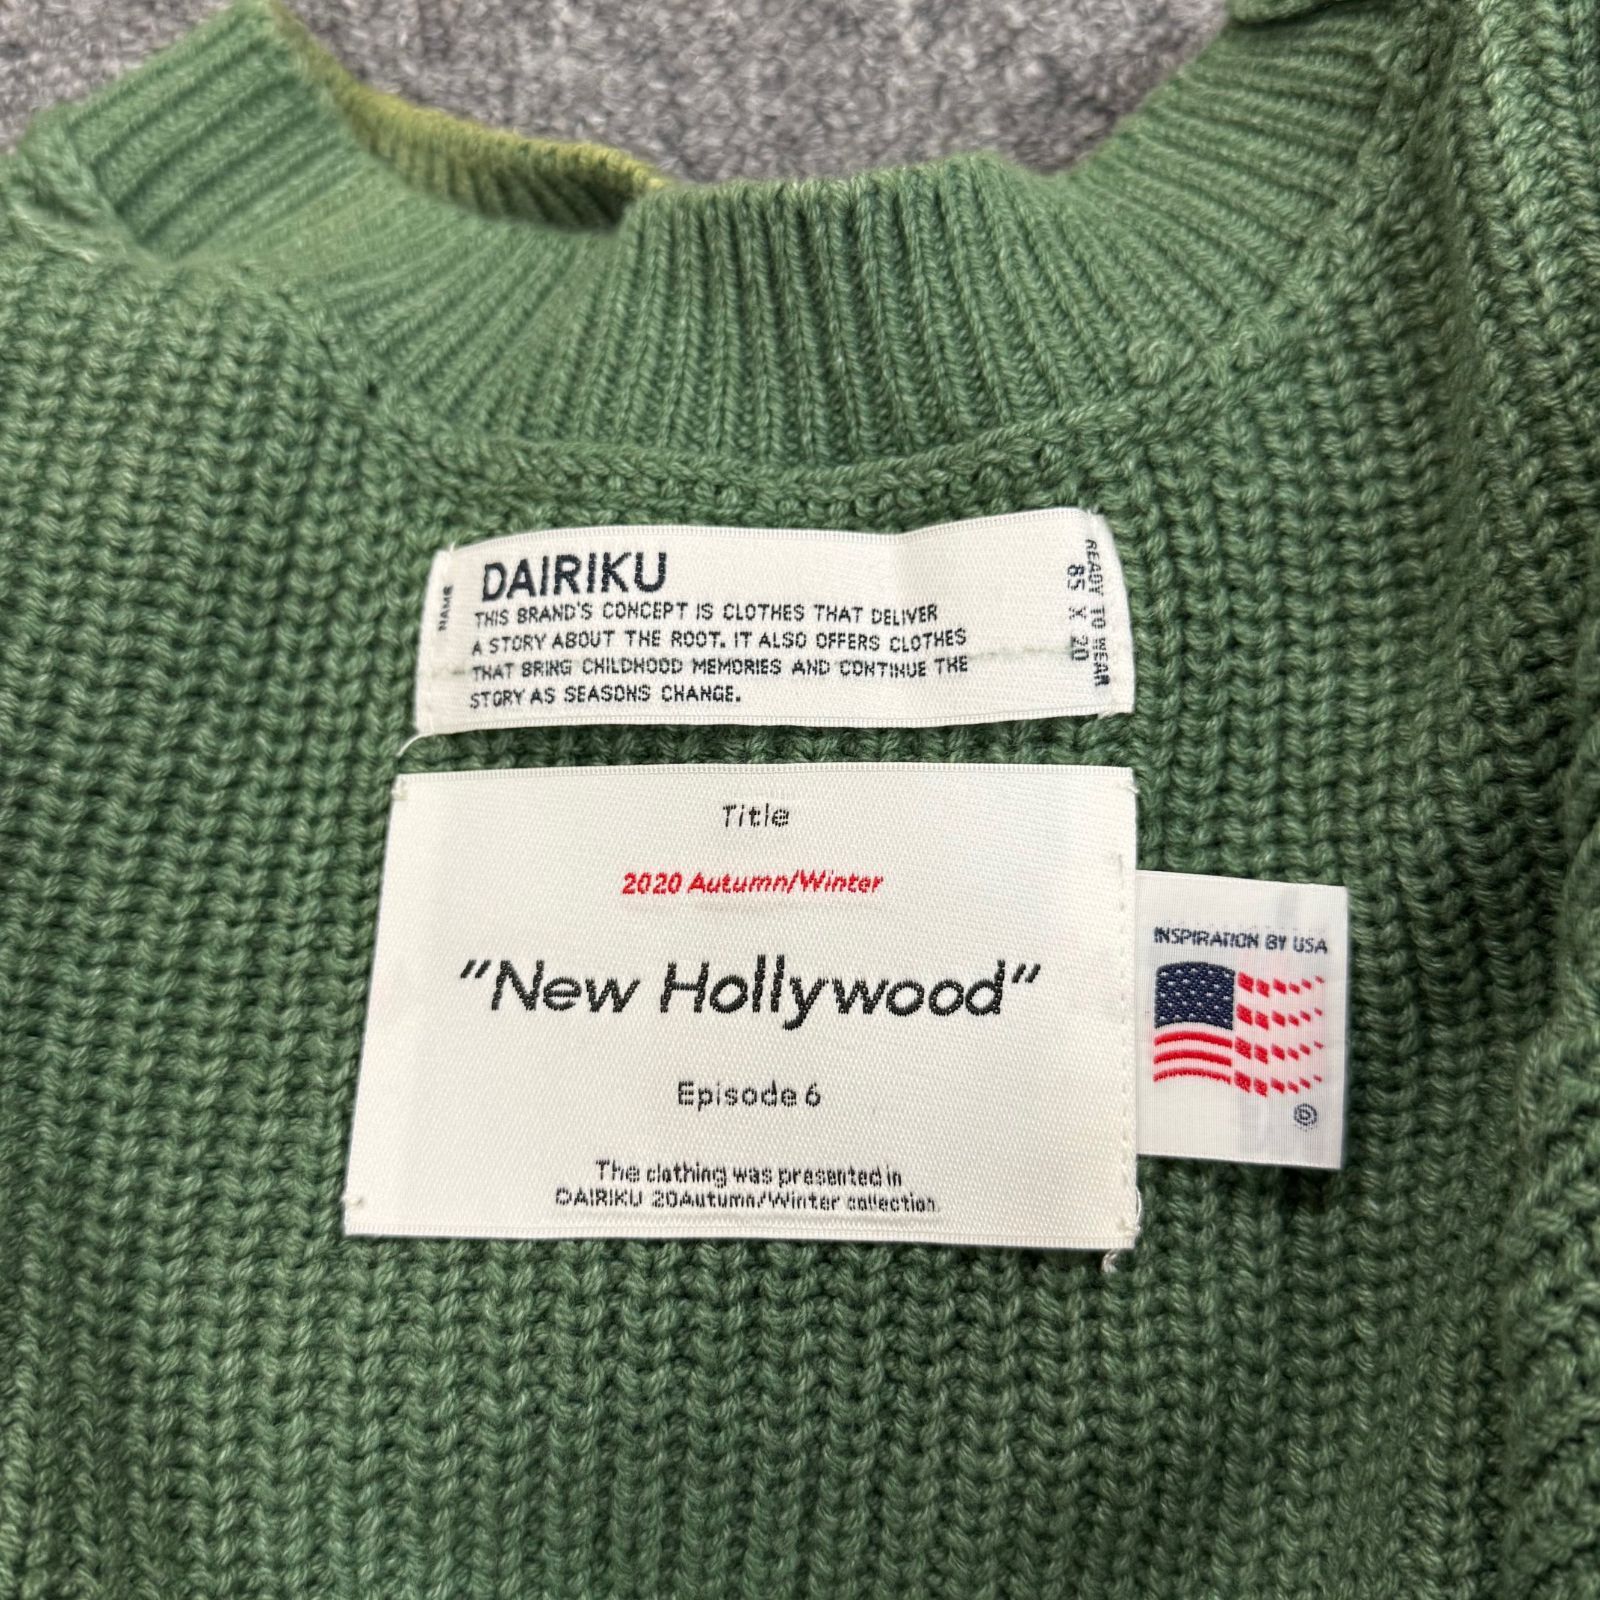 DAIRIKU
THIS BRAND'S CONCEPT IS CLOTHES THAT DELIVER
A STORY ABOUT THE ROOT. IT ALSO OFFERS CLOTHES
THAT BRING CHILDHOOD MEMORIES AND CONTINUE THE
STORY AS SEASONS CHANGE.
READY TO WEAR
85 X 20
Title
2020 Autumn/Winter
"New Hollywood"
Episode 6
The clothing was presented in
DAIRIKU 20Autumn/Winter collection.
INSPIRATION BY USA